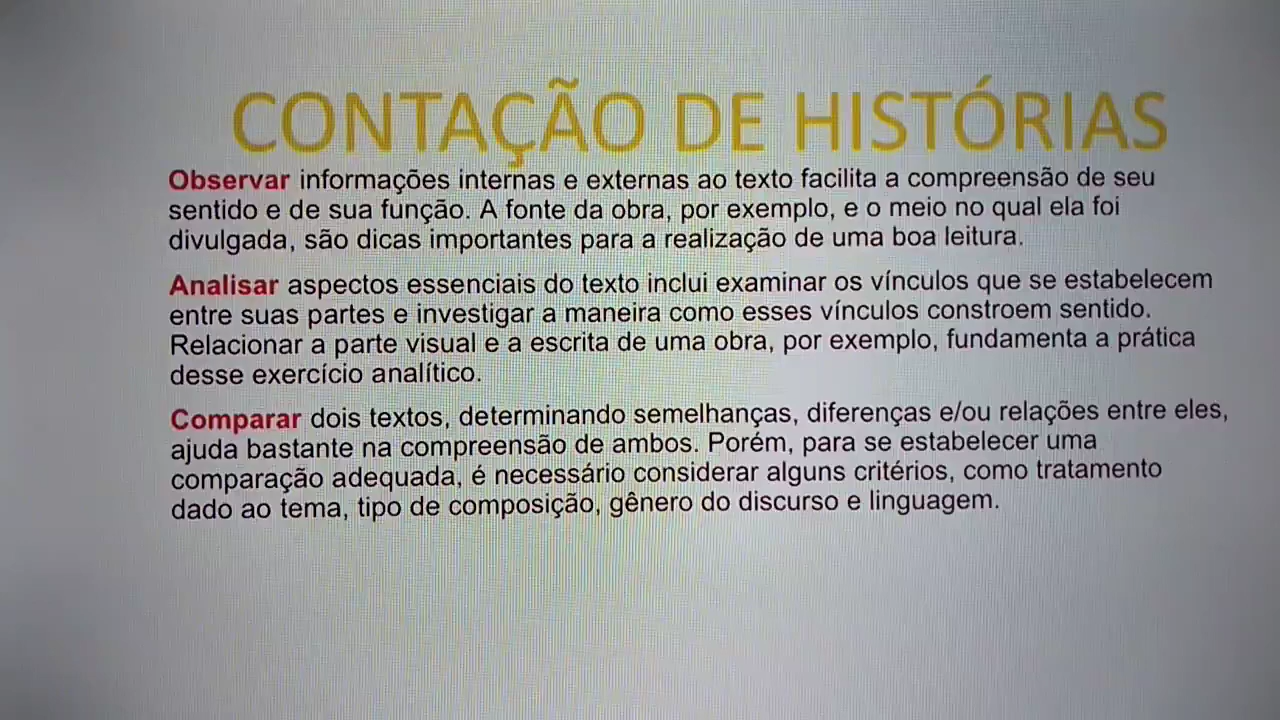 CONTAÇÃO DE HISTÓRIAS
Observar informações internas e externas ao texto facilita a compreensão de seu
sentido e de sua função. A fonte da obra, por exemplo, e o meio no qual ela foi
divulgada, são dicas importantes para a realização de uma boa leitura.
Analisar aspectos essenciais do texto inclui examinar os vínculos que se estabelecem
entre suas partes e investigar a maneira como esses vínculos constroem sentido.
Relacionar a parte visual e a escrita de uma obra, por exemplo, fundamenta a prática
desse exercício analítico.
Comparar dois textos, determinando semelhanças, diferenças e/ou relações entre eles,
ajuda bastante na compreensão de ambos. Porém, para se estabelecer uma
comparação adequada, é necessário considerar alguns critérios, como tratamento
dado ao tema, tipo de composição, gênero do discurso e linguagem.